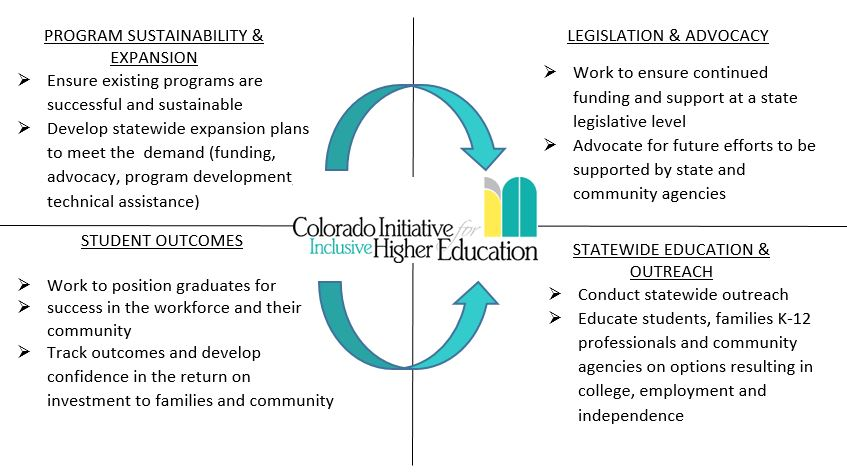 PROGRAM SUSTAINABILITY &
EXPANSION
➢ Ensure existing programs are
successful and sustainable
➢ Develop statewide expansion plans
to meet the demand (funding,
advocacy, program development
technical assistance)
LEGISLATION & ADVOCACY
➢ Work to ensure continued
funding and support at a state
legislative level
➢ Advocate for future efforts to be
supported by state and
community agencies
Colorado Initiative for
Inclusive Higher Education
STUDENT OUTCOMES
➢ Work to position graduates for
➢ success in the workforce and their
community
➢ Track outcomes and develop
confidence in the return on
investment to families and community
STATEWIDE EDUCATION &
OUTREACH
➢ Conduct statewide outreach
➢ Educate students, families K-12
professionals and community
agencies on options resulting in
college, employment and
independence